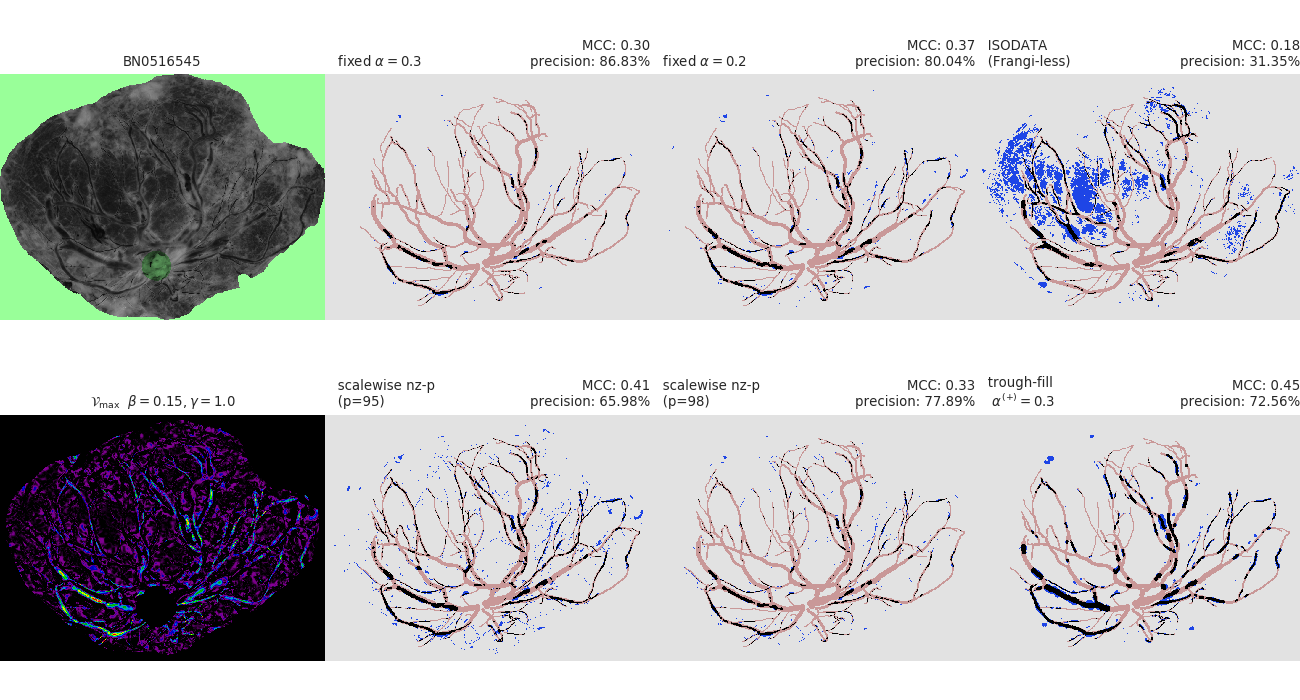 BN0516545
fixed α = 0.3
MCC: 0.30
precision: 86.83%
fixed α = 0.2
MCC: 0.37
precision: 80.04%
ISODATA
(Frangi-less)
MCC: 0.18
precision: 31.35%
𝒱max β = 0.15, γ = 1.0
scalewise nz-p
(p=95)
MCC: 0.41
precision: 65.98%
scalewise nz-p
(p=98)
MCC: 0.33
precision: 77.89%
trough-fill
α(+) = 0.3
MCC: 0.45
precision: 72.56%